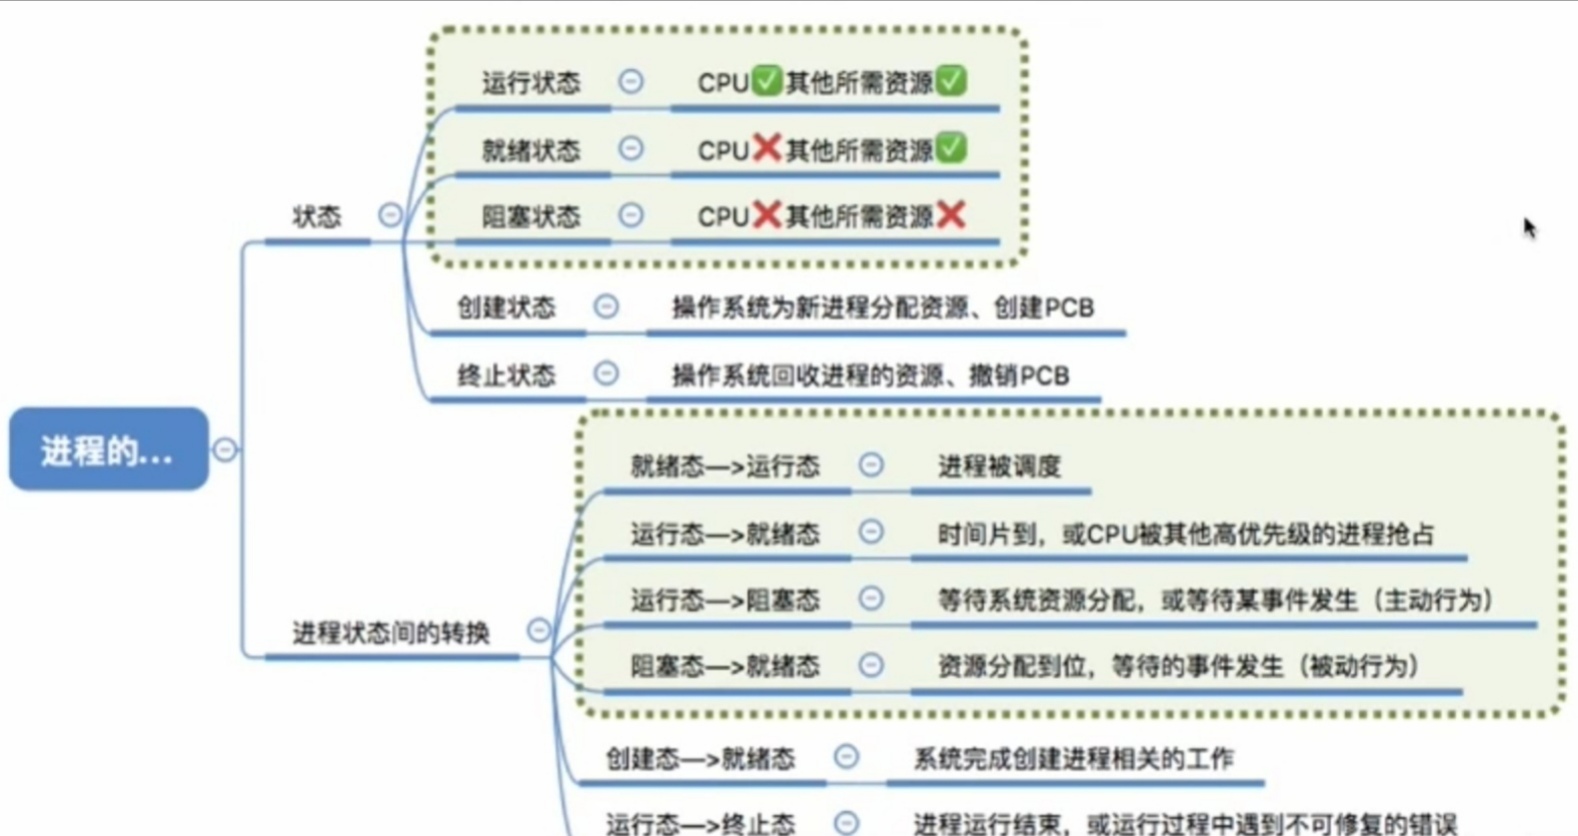 运行状态 CPU✅其他所需资源✅
就绪状态 CPU❌其他所需资源✅
状态
阻塞状态 CPU❌其他所需资源❌
创建状态 操作系统为新进程分配资源、创建PCB
终止状态 操作系统回收进程的资源、撤销PCB
进程的...
就绪态—>运行态 进程被调度
运行态—>就绪态 时间片到，或CPU被其他高优先级的进程抢占
运行态—>阻塞态 等待系统资源分配，或等待某事件发生（主动行为）
进程状态间的转换
阻塞态—>就绪态 资源分配到位，等待的事件发生（被动行为）
创建态—>就绪态 系统完成创建进程相关的工作
运行态—>终止态 进程运行结束，或运行过程中遇到不可修复的错误